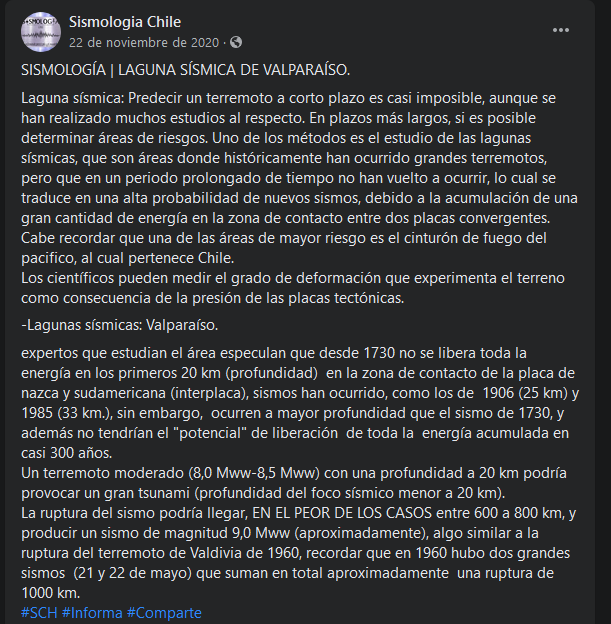 Sismologia Chile
22 de noviembre de 2020 ·
SISMOLOGÍA | LAGUNA SÍSMICA DE VALPARAÍSO.
Laguna sísmica: Predecir un terremoto a corto plazo es casi imposible, aunque se
han realizado muchos estudios al respecto. En plazos más largos, si es posible
determinar áreas de riesgos. Uno de los métodos es el estudio de las lagunas
sísmicas, que son áreas donde históricamente han ocurrido grandes terremotos,
pero que en un periodo prolongado de tiempo no han vuelto a ocurrir, lo cual se
traduce en una alta probabilidad de nuevos sismos, debido a la acumulación de una
gran cantidad de energía en la zona de contacto entre dos placas convergentes.
Cabe recordar que una de las áreas de mayor riesgo es el cinturón de fuego del
pacifico, al cual pertenece Chile.
Los científicos pueden medir el grado de deformación que experimenta el terreno
como consecuencia de la presión de las placas tectónicas.
-Lagunas sísmicas: Valparaíso.
expertos que estudian el área especulan que desde 1730 no se libera toda la
energía en los primeros 20 km (profundidad) en la zona de contacto de la placa de
nazca y sudamericana (interplaca), sismos han ocurrido, como los de 1906 (25 km) y
1985 (33 km.), sin embargo, ocurren a mayor profundidad que el sismo de 1730, y
además no tendrían el "potencial" de liberación de toda la energía acumulada en
casi 300 años.
Un terremoto moderado (8,0 Mww-8,5 Mww) con una profundidad a 20 km podría
provocar un gran tsunami (profundidad del foco sísmico menor a 20 km).
La ruptura del sismo podría llegar, EN EL PEOR DE LOS CASOS entre 600 a 800 km, y
producir un sismo de magnitud 9,0 Mww (aproximadamente), algo similar a la
ruptura del terremoto de Valdivia de 1960, recordar que en 1960 hubo dos grandes
sismos (21 y 22 de mayo) que suman en total aproximadamente una ruptura de
1000 km.
#SCH #Informa #Comparte